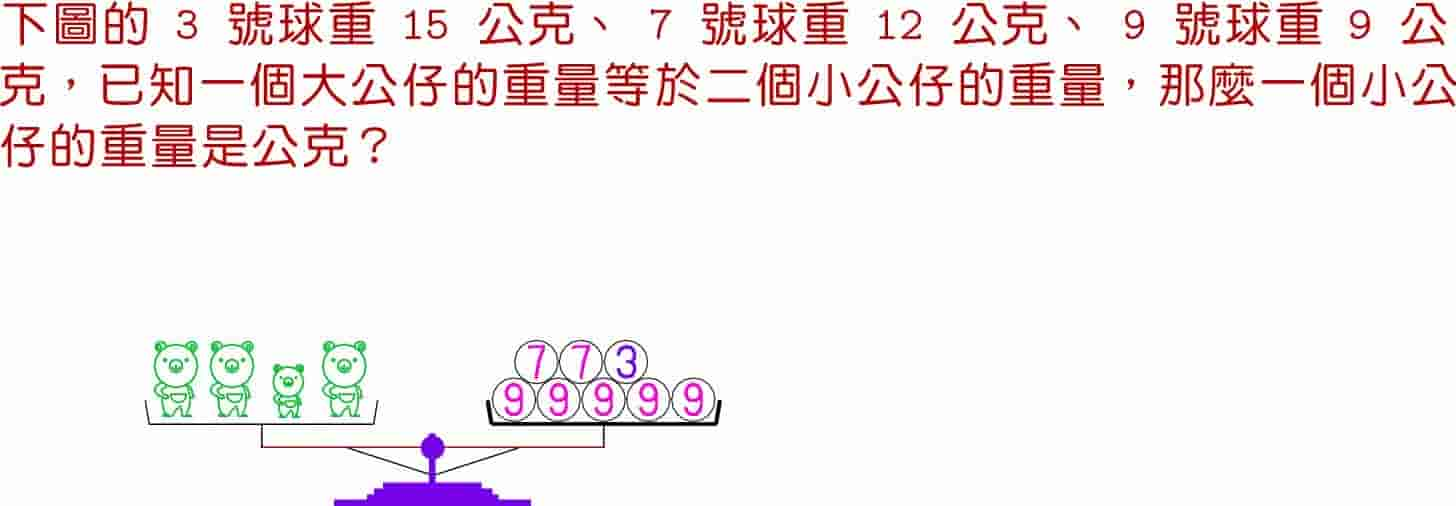 下圖的 3 號球重 15 公克、 7 號球重 12 公克、 9 號球重 9 公
克，已知一個大公仔的重量等於二個小公仔的重量，那麼一個小公
仔的重量是公克？
7 7 3
9 9 9 9 9